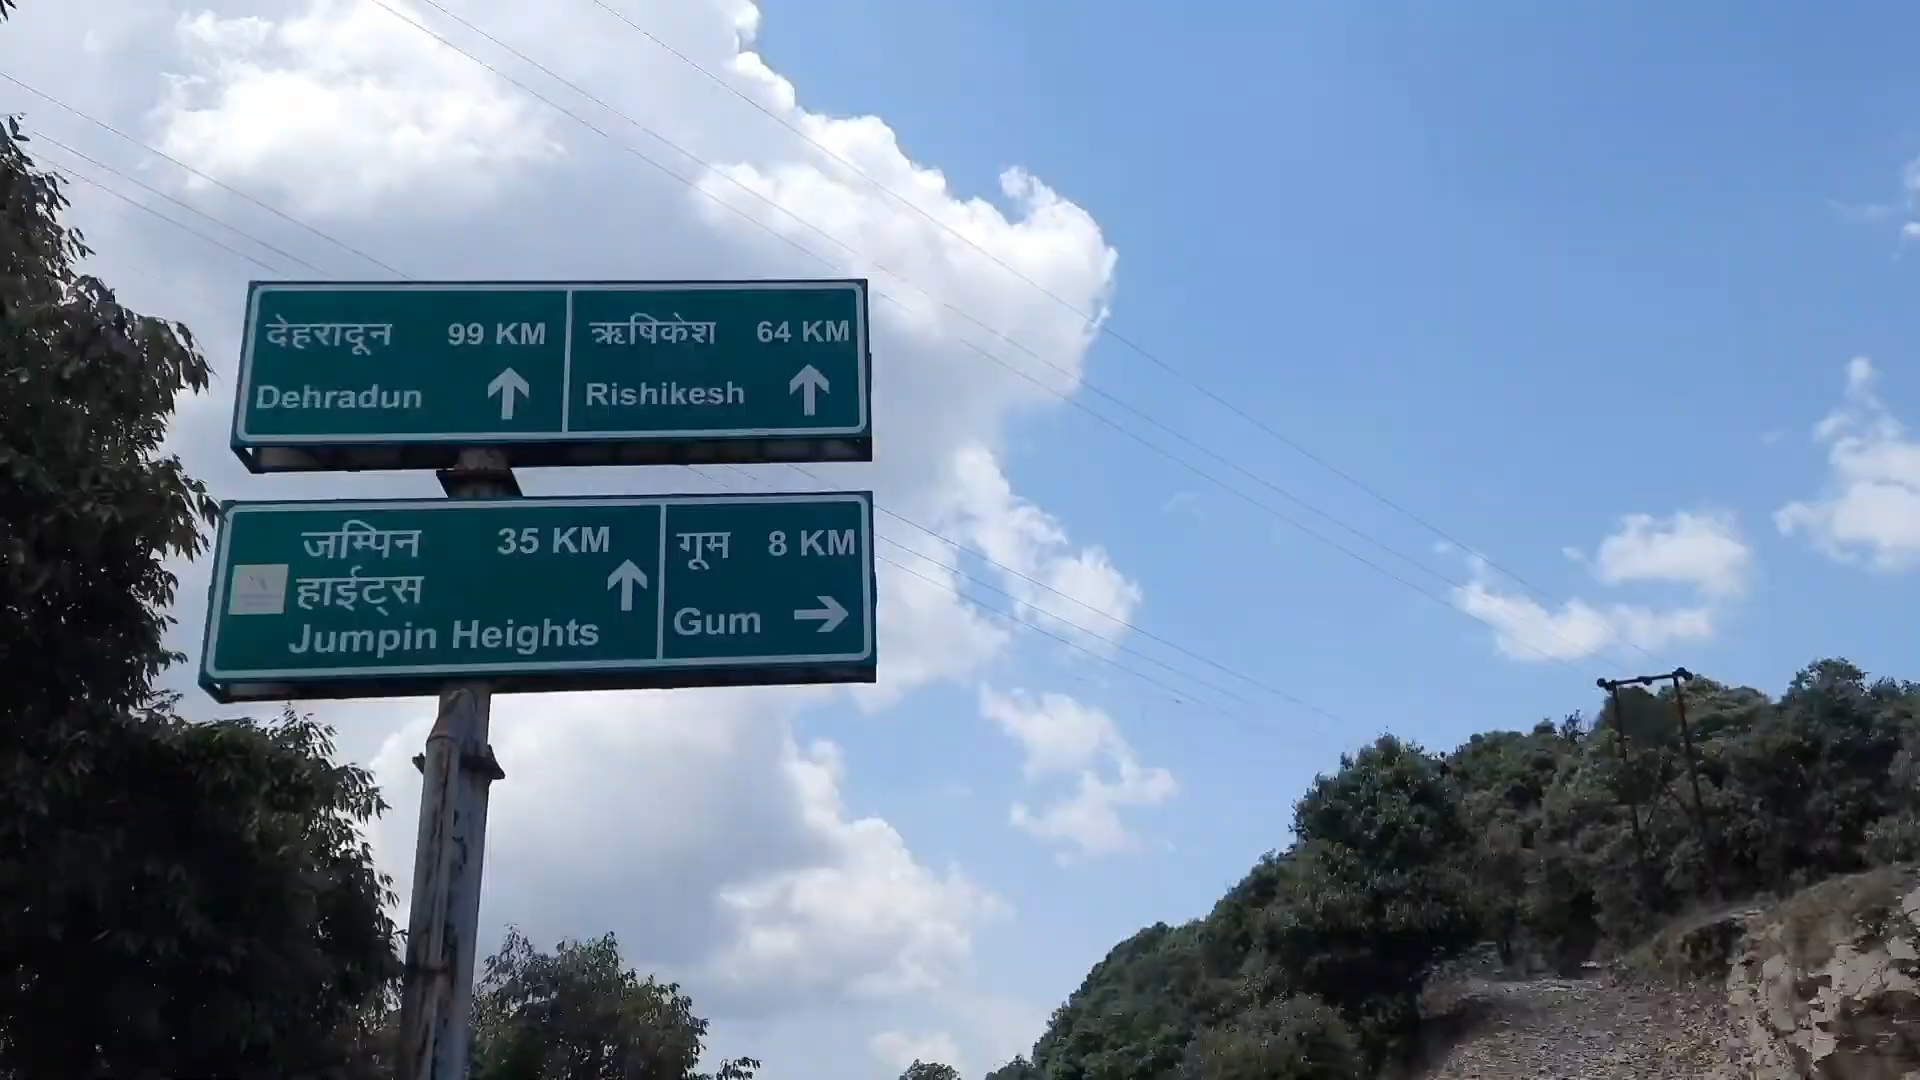 देहरादून 99 KM
Dehradun ↑
ऋषिकेश 64 KM
Rishikesh ↑
जम्पिन 35 KM
हाईट्स ↑
Jumpin Heights
गूम 8 KM
Gum →